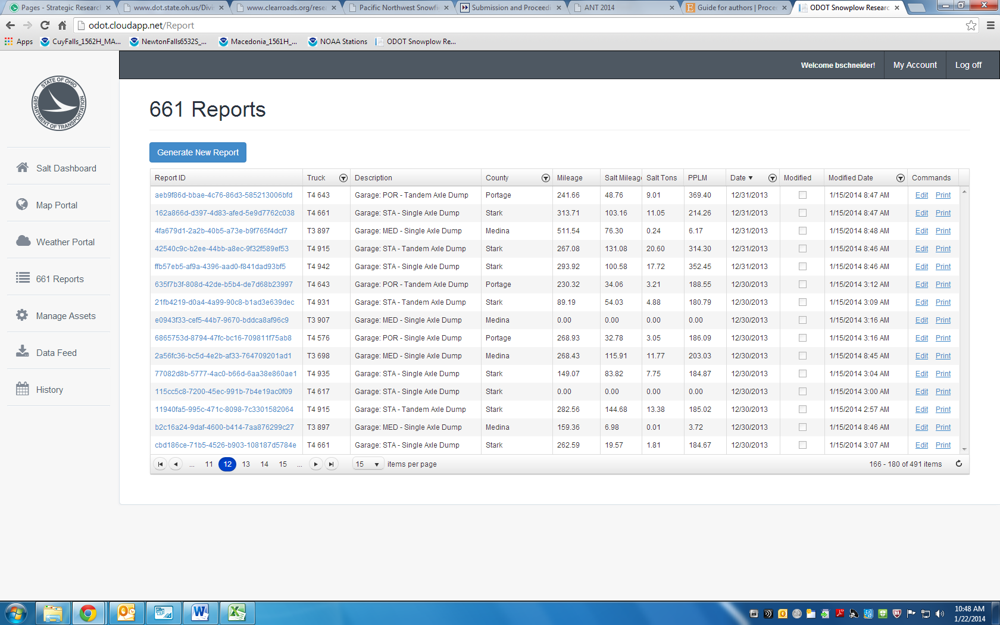 Pages - Strategic Research
www.dot.state.oh.us/Divi
www.clearroads.org/rese
Pacific Northwest Snowfi
Submission and Proceedi
ANT 2014
Guide for authors | Proce
ODOT Snowplow Researc
odot.cloudapp.net/Report
Apps CuyFalls_1562H_MA... NewtonFalls6532S_... Macedonia_1561H_... NOAA Stations ODOT Snowplow Re...
Welcome bschneider! My Account Log off
STATE OF OHIO
DEPARTMENT OF TRANSPORTATION
Salt Dashboard
Map Portal
Weather Portal
661 Reports
Manage Assets
Data Feed
History
661 Reports
Generate New Report
Report ID Truck Description County Mileage Salt Mileage Salt Tons PPLM Date Modified Modified Date Commands
aeb9f86d-bbae-4c76-86d3-585213006bfd T4 643 Garage: POR - Tandem Axle Dump Portage 241.66 48.76 9.01 369.40 12/31/2013 1/15/2014 8:47 AM Edit Print
162a866d-d397-4d83-afed-5e9d7762c038 T4 661 Garage: STA - Single Axle Dump Stark 313.71 103.16 11.05 214.26 12/31/2013 1/15/2014 8:47 AM Edit Print
4fa679d1-2a2b-40b5-a73e-b9f765f4dcf7 T3 897 Garage: MED - Single Axle Dump Medina 511.54 76.30 0.24 6.17 12/31/2013 1/15/2014 8:48 AM Edit Print
42540c9c-b2ee-44bb-a8ec-9f32f589ef53 T4 915 Garage: STA - Tandem Axle Dump Stark 267.08 131.08 20.60 314.30 12/31/2013 1/15/2014 8:46 AM Edit Print
ffb57eb5-af9a-4396-aad0-f841dad93bf5 T4 942 Garage: STA - Single Axle Dump Stark 293.92 100.58 17.72 352.45 12/31/2013 1/15/2014 8:46 AM Edit Print
635f7b3f-808d-42de-b5b4-de7d68b23997 T4 643 Garage: POR - Tandem Axle Dump Portage 230.32 34.06 3.21 188.55 12/30/2013 1/15/2014 3:12 AM Edit Print
21fb4219-d0a4-4a99-90c8-b1ad3e639dec T4 931 Garage: STA - Tandem Axle Dump Stark 89.19 54.03 4.88 180.79 12/30/2013 1/15/2014 3:09 AM Edit Print
e0943f33-cef5-44b7-9670-bddca8af96c9 T3 907 Garage: MED - Single Axle Dump Medina 0.00 0.00 0.00 0.00 12/30/2013 1/15/2014 3:16 AM Edit Print
6865753d-8794-47fc-bc16-709811f75ab8 T4 576 Garage: POR - Single Axle Dump Portage 268.93 32.78 3.05 186.09 12/30/2013 1/15/2014 3:16 AM Edit Print
2a56fc36-bc5d-4e2b-af33-764709201ad1 T3 698 Garage: MED - Single Axle Dump Medina 268.43 115.91 11.77 203.03 12/30/2013 1/15/2014 8:45 AM Edit Print
77082d8b-5777-4ac0-b66d-6aa38e860ae1 T4 935 Garage: STA - Single Axle Dump Stark 149.07 83.82 7.75 184.87 12/30/2013 1/15/2014 3:04 AM Edit Print
115cc5c8-7200-45ec-991b-7b4e19ac0f09 T4 617 Garage: STA - Single Axle Dump Stark 0.00 0.00 0.00 0.00 12/30/2013 1/15/2014 3:00 AM Edit Print
11940fa5-995c-471c-8098-7c3301582064 T4 915 Garage: STA - Tandem Axle Dump Stark 282.56 144.68 13.38 185.02 12/30/2013 1/15/2014 2:57 AM Edit Print
b2c16a24-9daf-4600-b414-7aa876299c27 T3 897 Garage: MED - Single Axle Dump Medina 159.36 6.98 0.01 3.72 12/30/2013 1/15/2014 8:46 AM Edit Print
cbd186ce-71b5-4526-b903-108187d5784e T4 661 Garage: STA - Single Axle Dump Stark 262.59 19.57 1.81 184.67 12/30/2013 1/15/2014 3:07 AM Edit Print
... 11 12 13 14 15 ... 15 items per page 166 - 180 of 491 items
10:48 AM
1/22/2014